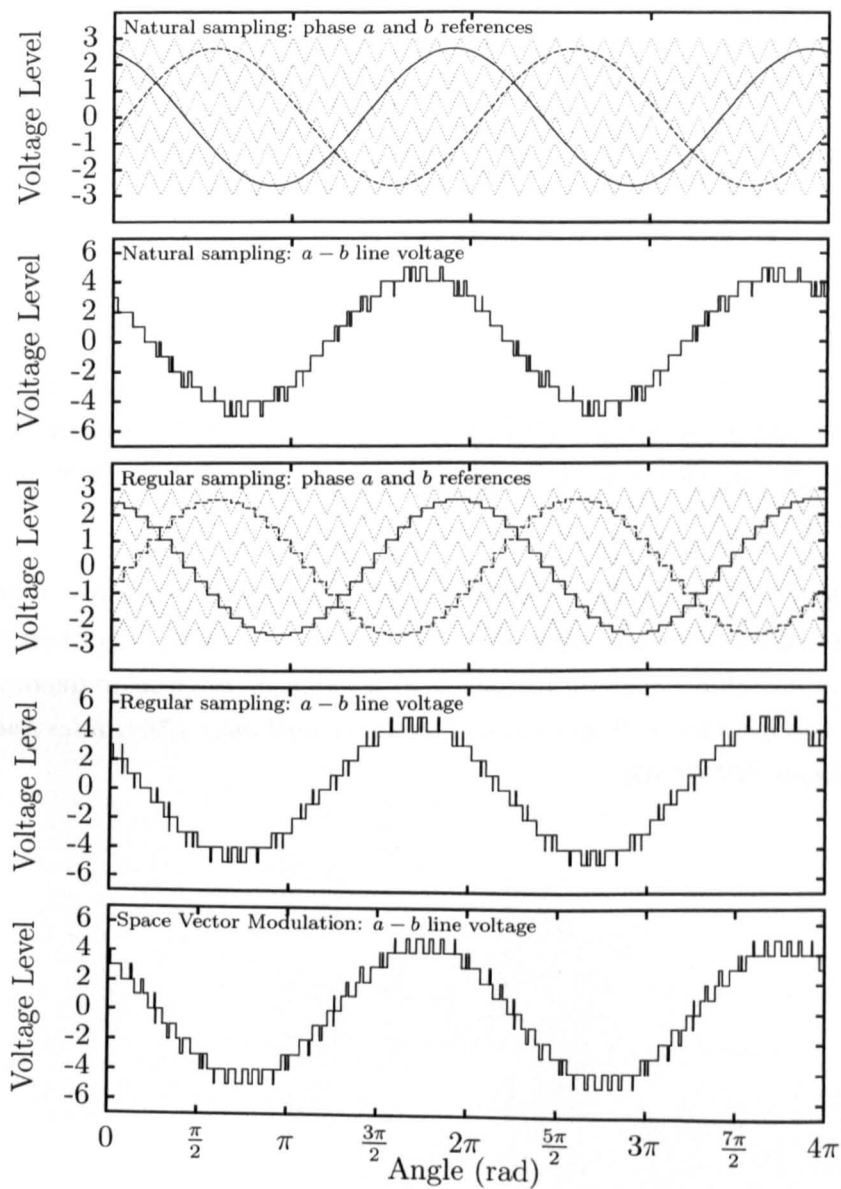 Natural sampling: phase a and b references
3
2
1
0
-1
-2
-3
Voltage Level
Natural sampling: a − b line voltage
6
4
2
0
-2
-4
-6
Voltage Level
Regular sampling: phase a and b references
3
2
1
0
-1
-2
-3
Voltage Level
Regular sampling: a − b line voltage
6
4
2
0
-2
-4
-6
Voltage Level
Space Vector Modulation: a − b line voltage
6
4
2
0
-2
-4
-6
Voltage Level
0 π/2 π 3π/2 2π 5π/2 3π 7π/2 4π
Angle (rad)